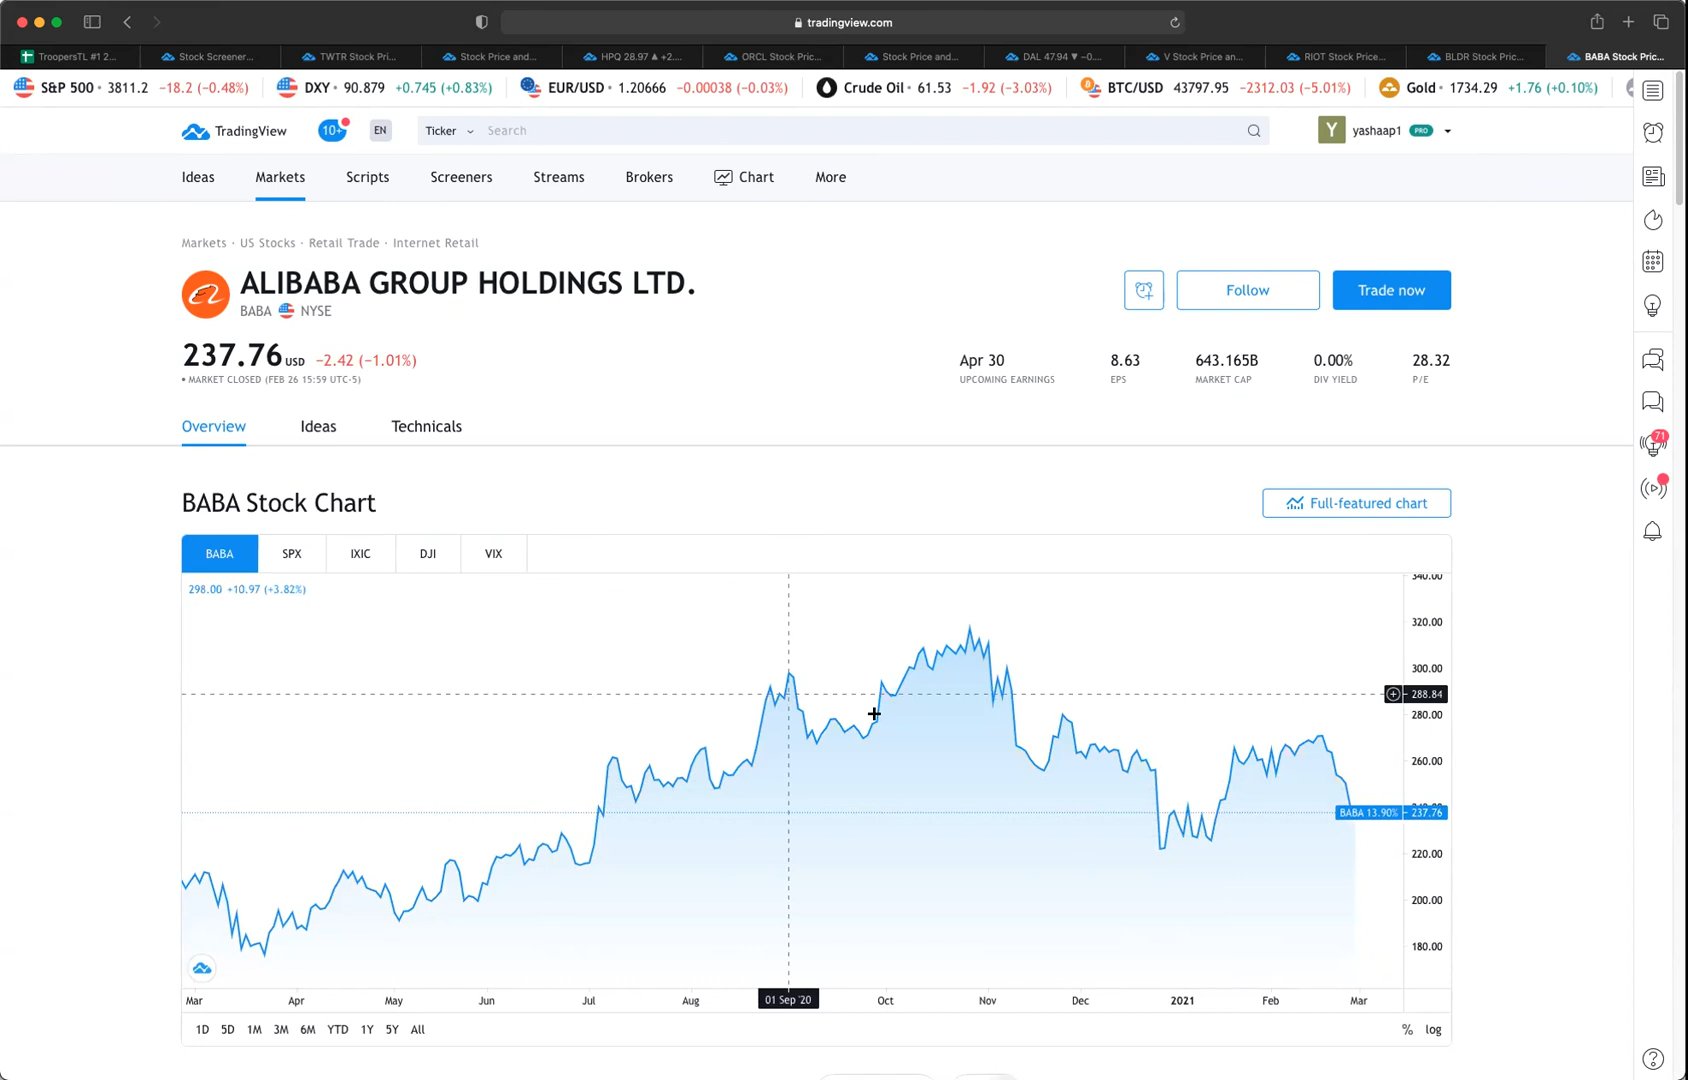 tradingview.com
TroopersTL #1 2... Stock Screener... TWTR Stock Pri... Stock Price and... HPQ 28.97 ▲ +2.... ORCL Stock Pric... Stock Price and... DAL 47.94 ▼ −0.... V Stock Price an... RIOT Stock Price... BLDR Stock Pric... BABA Stock Pric...
S&P 500 • 3811.2 −18.2 (−0.48%) DXY • 90.879 +0.745 (+0.83%) EUR/USD • 1.20666 −0.00038 (−0.03%) Crude Oil • 61.53 −1.92 (−3.03%) BTC/USD 43797.95 −2312.03 (−5.01%) Gold • 1734.29 +1.76 (+0.10%)
TradingView 10+ EN Ticker Search Y yashaap1 PRO
Ideas Markets Scripts Screeners Streams Brokers Chart More
Markets · US Stocks · Retail Trade · Internet Retail
ALIBABA GROUP HOLDINGS LTD.
BABA NYSE
Follow Trade now
237.76 USD −2.42 (−1.01%)
• MARKET CLOSED (FEB 26 15:59 UTC-5)
Apr 30 8.63 643.165B 0.00% 28.32
UPCOMING EARNINGS EPS MARKET CAP DIV YIELD P/E
71
Overview Ideas Technicals
BABA Stock Chart Full-featured chart
BABA SPX IXIC DJI VIX
298.00 +10.97 (+3.82%)
340.00
320.00
300.00
288.84
280.00
260.00
BABA 13.90% 237.76
220.00
200.00
180.00
Mar Apr May Jun Jul Aug 01 Sep '20 Oct Nov Dec 2021 Feb Mar
1D 5D 1M 3M 6M YTD 1Y 5Y All % log